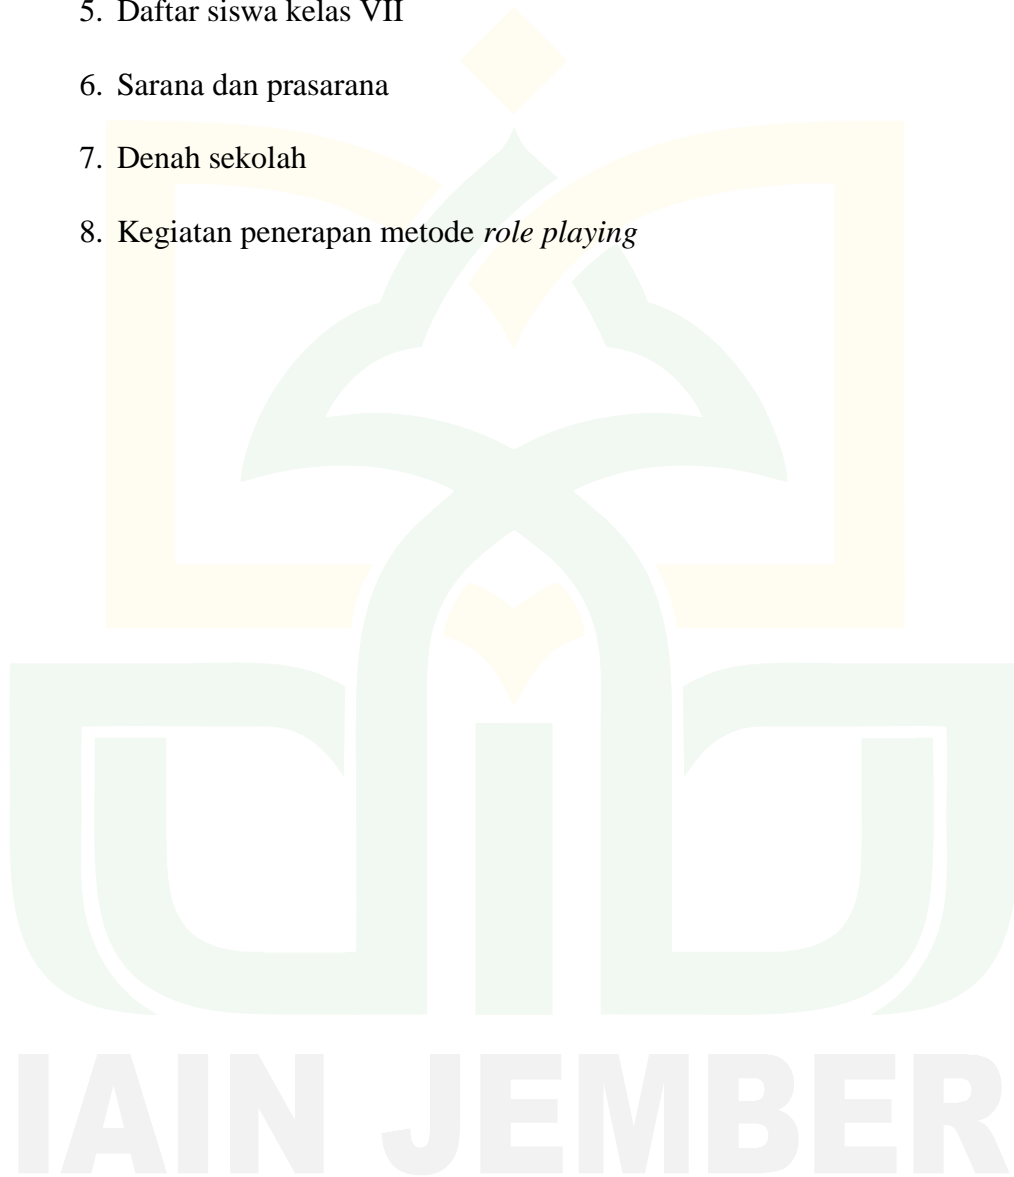 5. Daftar siswa kelas VII
6. Sarana dan prasarana
7. Denah sekolah
8. Kegiatan penerapan metode role playing
IAIN JEMBER